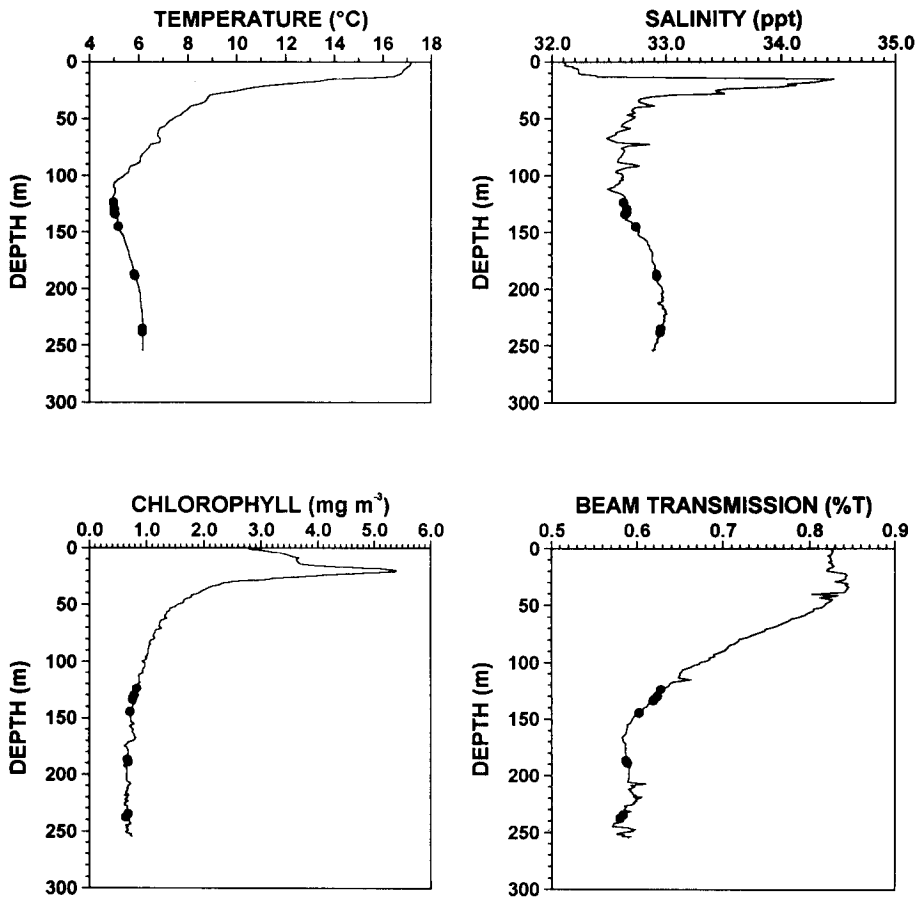 TEMPERATURE (°C)
4 6 8 10 12 14 16 18
0
50
100
150
200
250
300
DEPTH (m)
SALINITY (ppt)
32.0 33.0 34.0 35.0
0
50
100
150
200
250
300
DEPTH (m)
CHLOROPHYLL (mg m⁻³)
0.0 1.0 2.0 3.0 4.0 5.0 6.0
0
50
100
150
200
250
300
DEPTH (m)
BEAM TRANSMISSION (%T)
0.5 0.6 0.7 0.8 0.9
0
50
100
150
200
250
300
DEPTH (m)